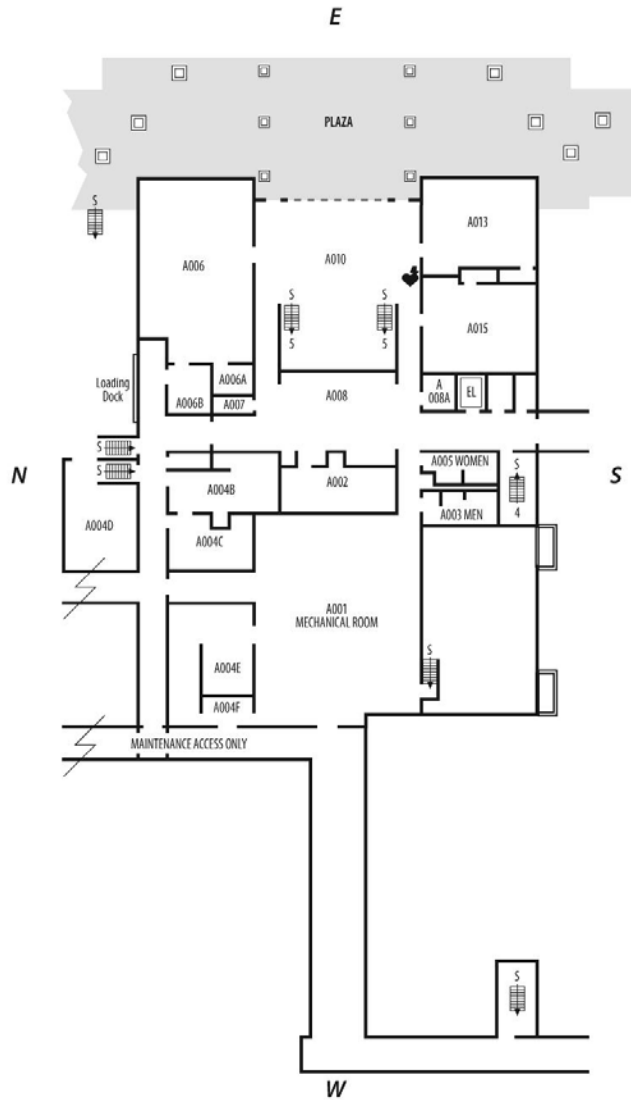 E
PLAZA
S
A013
A006
A010
S
5
S
5
A015
A006A
Loading
Dock
A006B
A007
A008
A
008A
EL
S
S
N
A004B
A002
A005 WOMEN
S
4
S
A004D
A004C
A003 MEN
A001
MECHANICAL ROOM
A004E
S
A004F
MAINTENANCE ACCESS ONLY
S
W